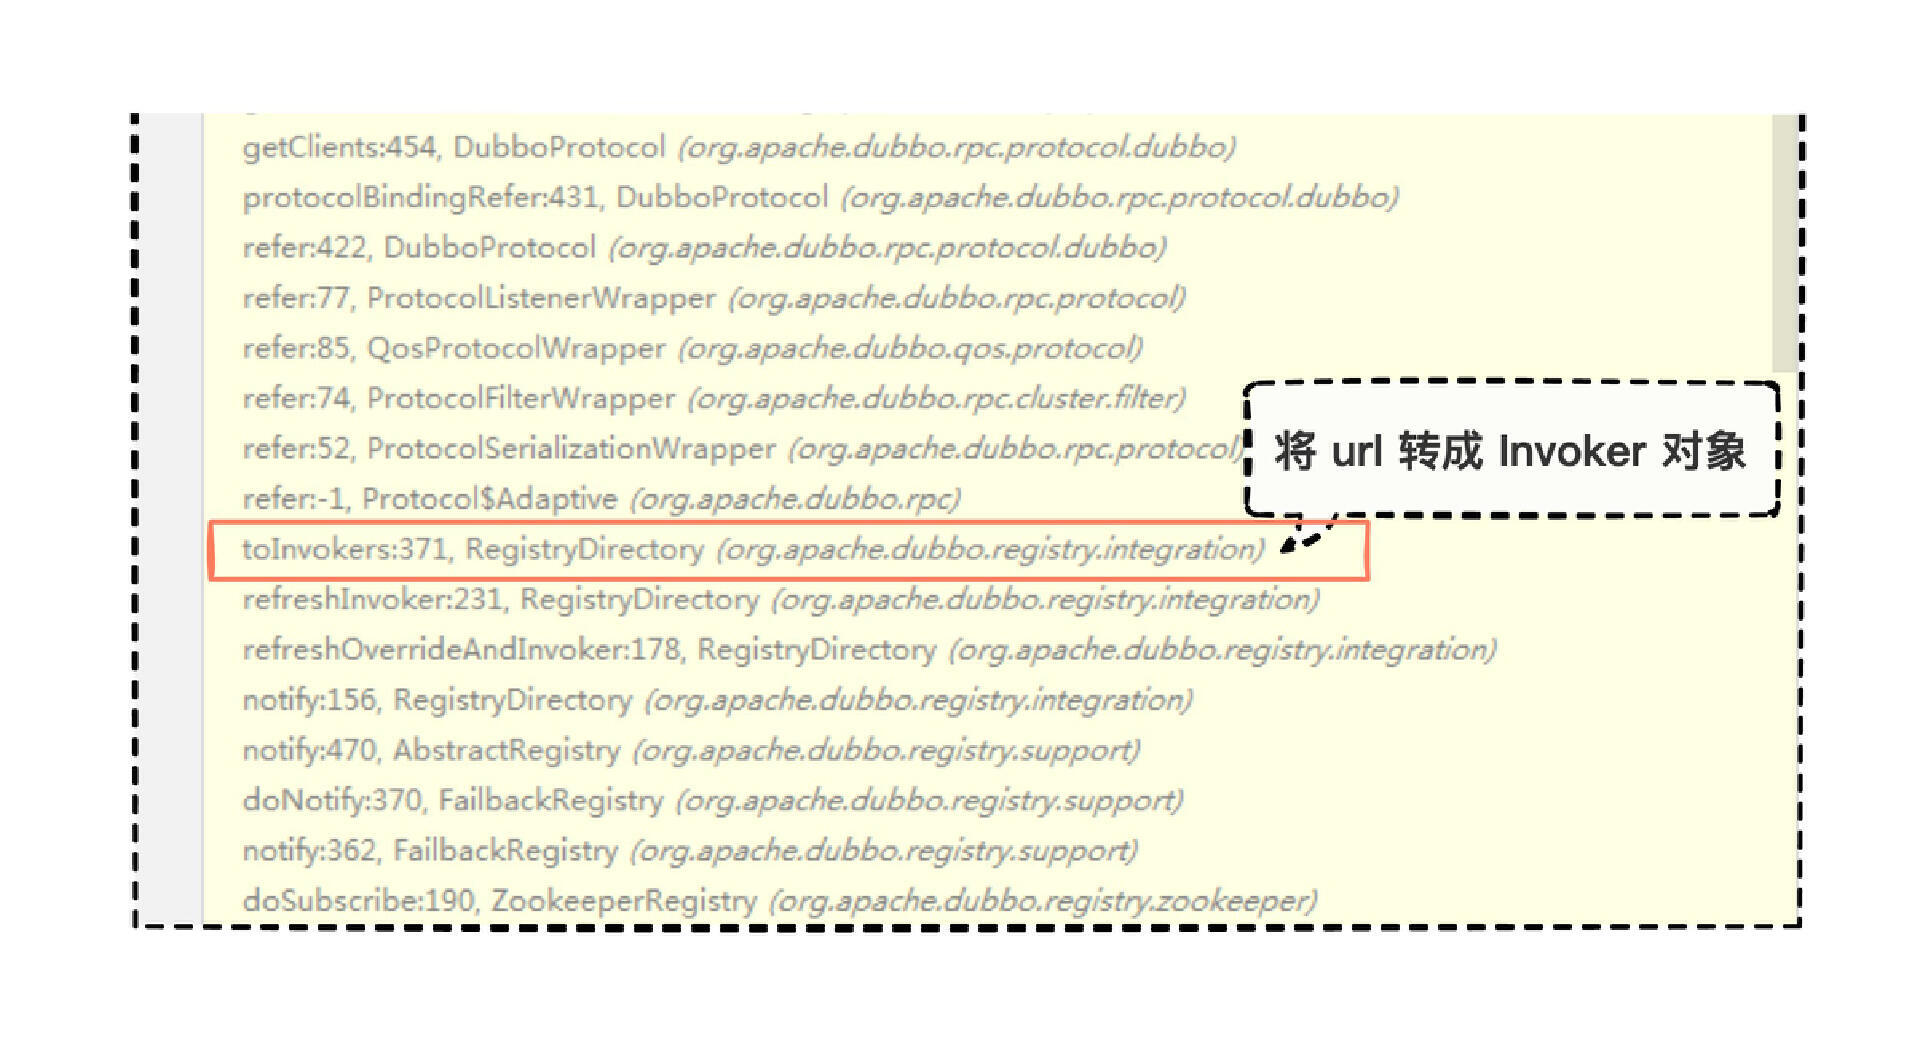 getClients:454, DubboProtocol (org.apache.dubbo.rpc.protocol.dubbo)
protocolBindingRefer:431, DubboProtocol (org.apache.dubbo.rpc.protocol.dubbo)
refer:422, DubboProtocol (org.apache.dubbo.rpc.protocol.dubbo)
refer:77, ProtocolListenerWrapper (org.apache.dubbo.rpc.protocol)
refer:85, QosProtocolWrapper (org.apache.dubbo.qos.protocol)
refer:74, ProtocolFilterWrapper (org.apache.dubbo.rpc.cluster.filter)
refer:52, ProtocolSerializationWrapper (org.apache.dubbo.rpc.protocol)
将 url 转成 Invoker 对象
refer:-1, Protocol$Adaptive (org.apache.dubbo.rpc)
toInvokers:371, RegistryDirectory (org.apache.dubbo.registry.integration)
refreshInvoker:231, RegistryDirectory (org.apache.dubbo.registry.integration)
refreshOverrideAndInvoker:178, RegistryDirectory (org.apache.dubbo.registry.integration)
notify:156, RegistryDirectory (org.apache.dubbo.registry.integration)
notify:470, AbstractRegistry (org.apache.dubbo.registry.support)
doNotify:370, FailbackRegistry (org.apache.dubbo.registry.support)
notify:362, FailbackRegistry (org.apache.dubbo.registry.support)
doSubscribe:190, ZookeeperRegistry (org.apache.dubbo.registry.zookeeper)